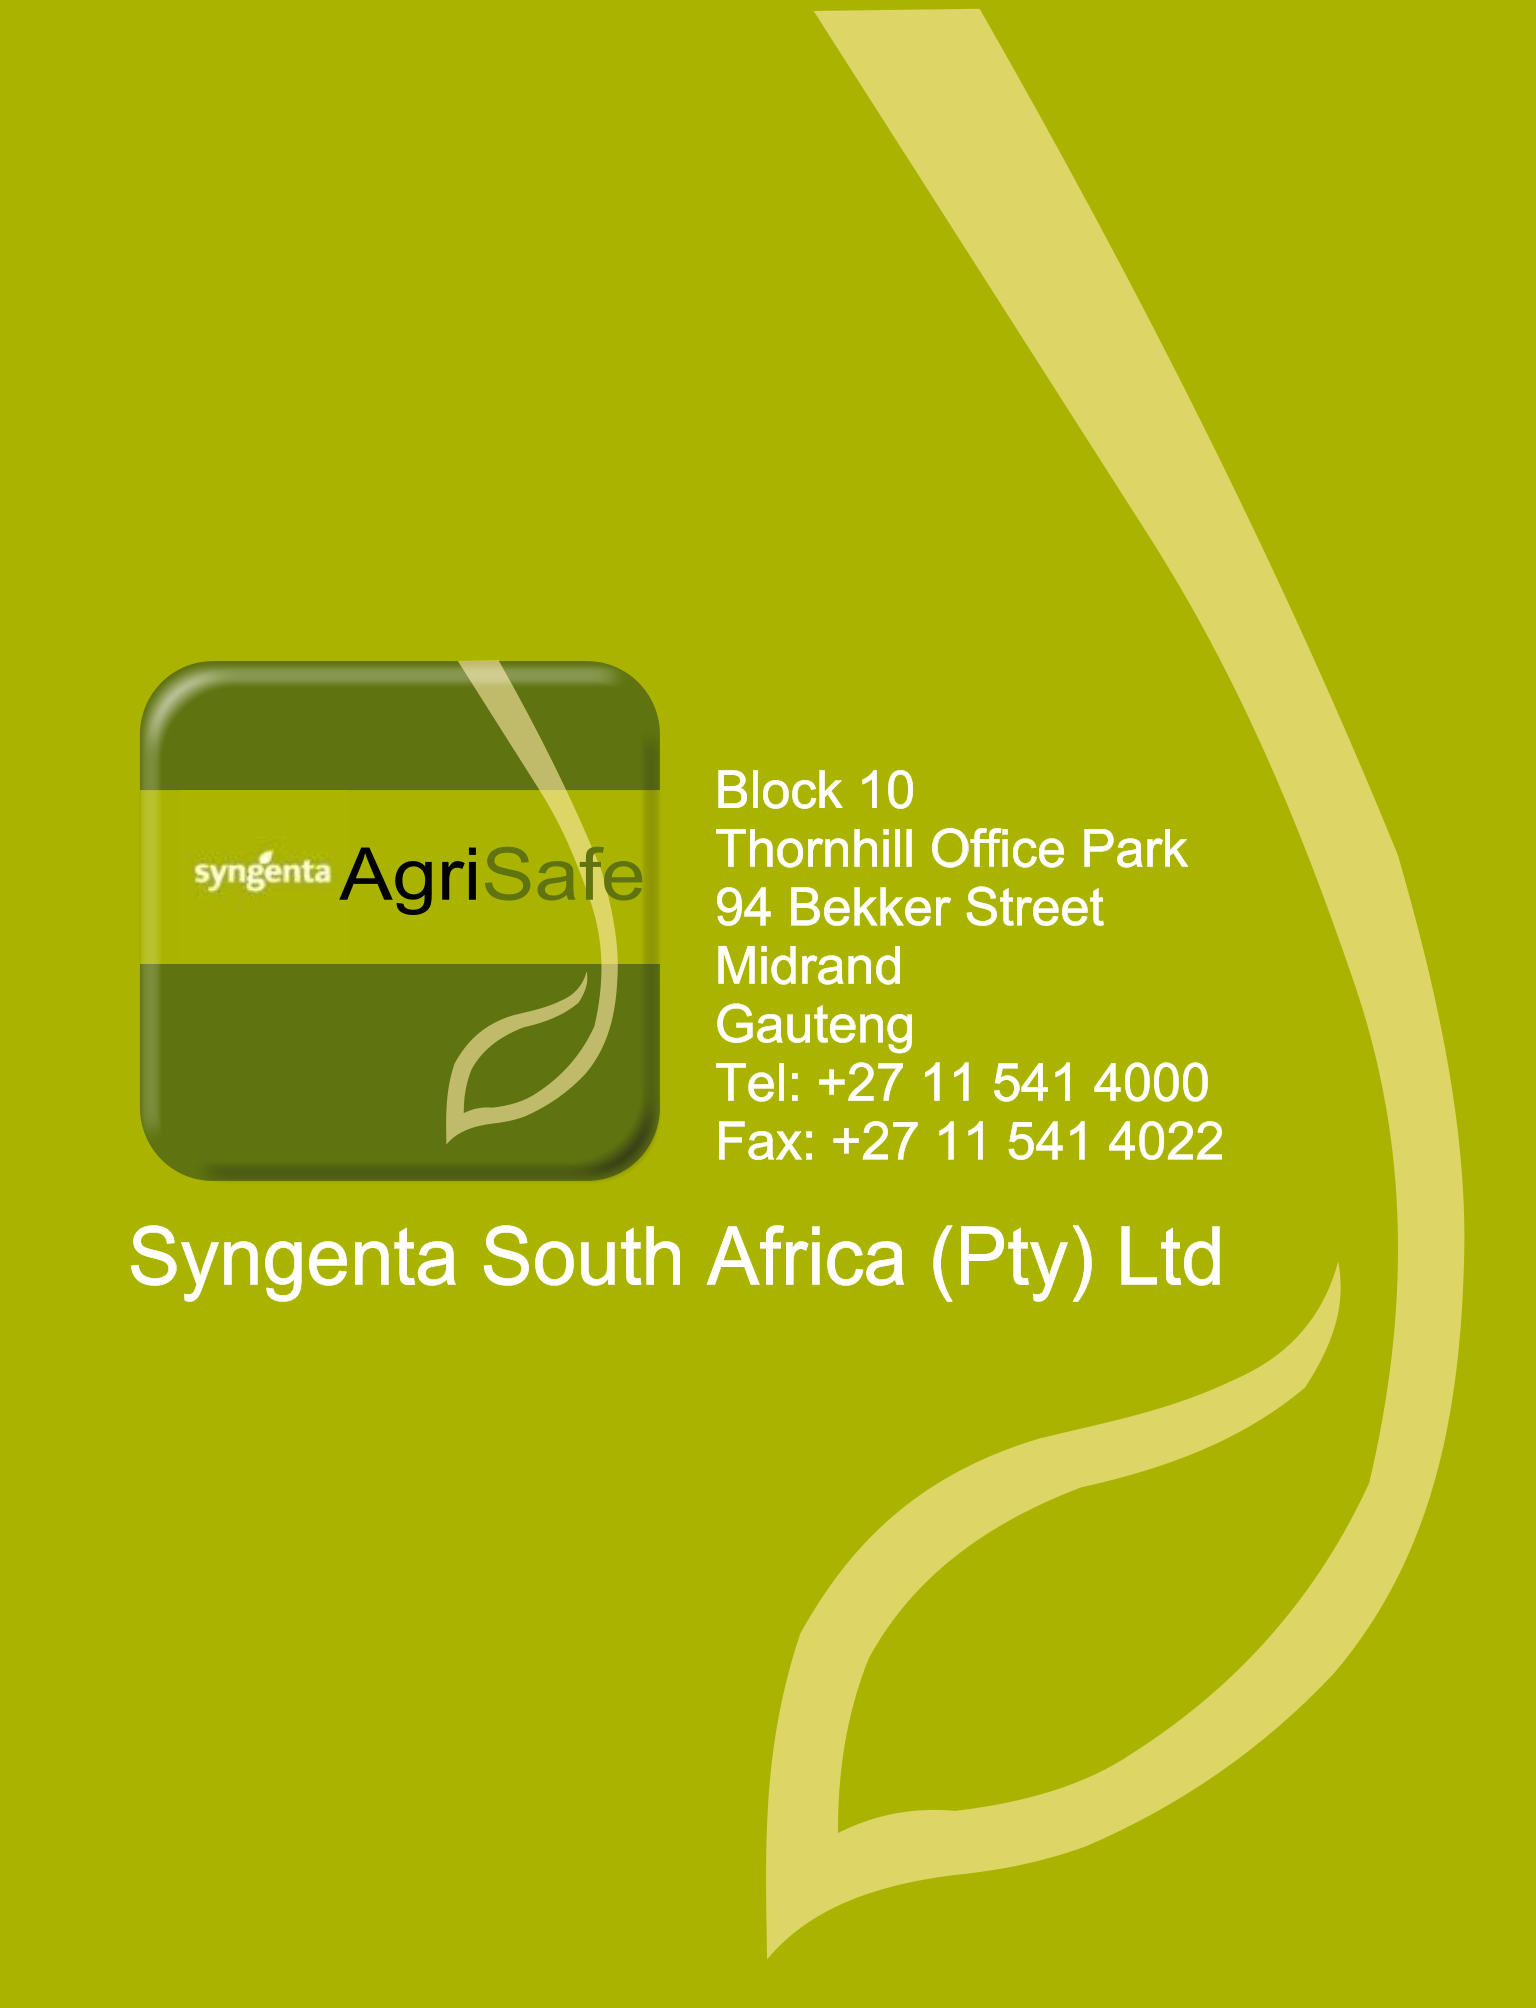 syngenta AgriSafe
Block 10
Thornhill Office Park
94 Bekker Street
Midrand
Gauteng
Tel: +27 11 541 4000
Fax: +27 11 541 4022
Syngenta South Africa (Pty) Ltd